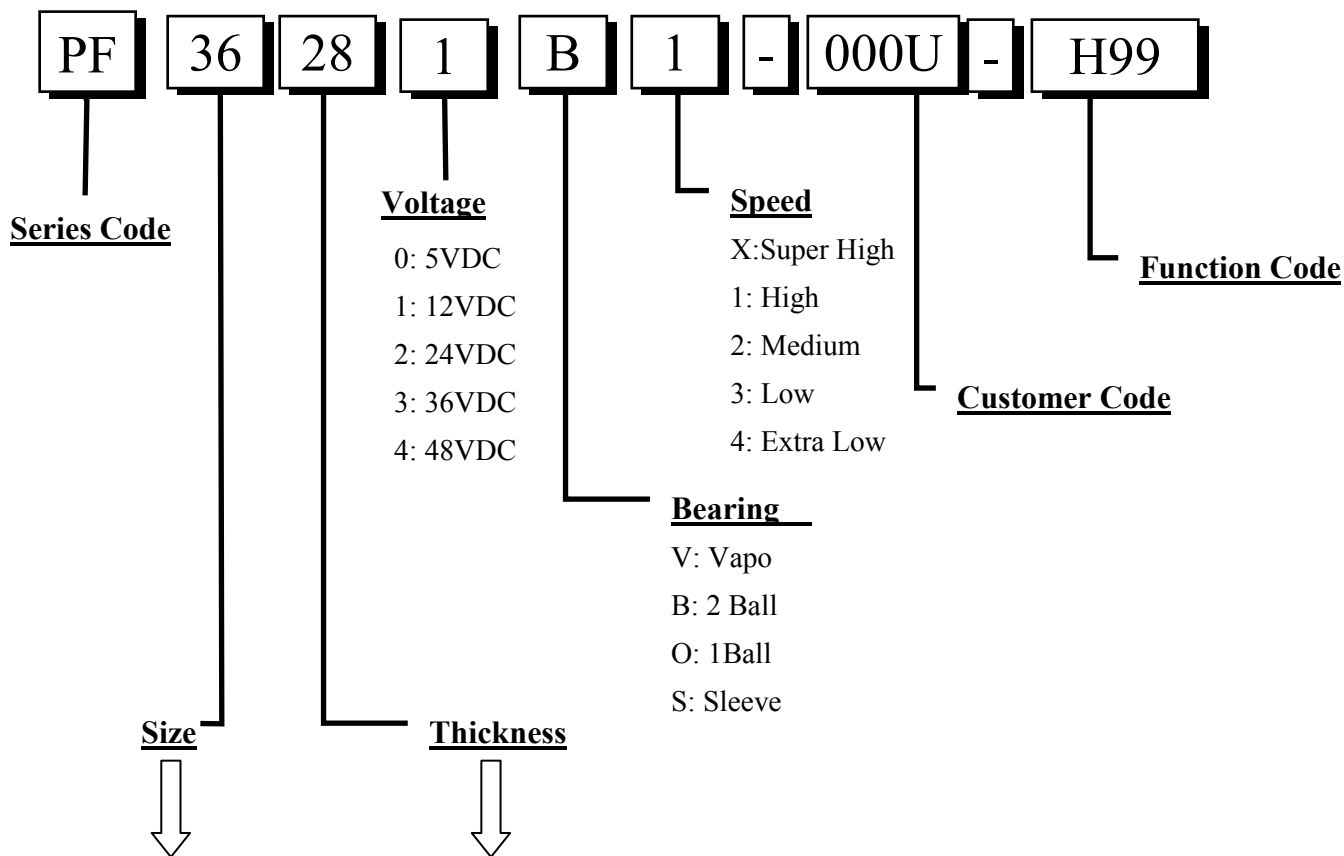 PF 36 28 1 B 1 - 000U - H99
Series Code
Voltage
0: 5VDC
1: 12VDC
2: 24VDC
3: 36VDC
4: 48VDC
Speed
X:Super High
1: High
2: Medium
3: Low
4: Extra Low
Function Code
Customer Code
Bearing
V: Vapo
B: 2 Ball
O: 1Ball
S: Sleeve
Size
Thickness